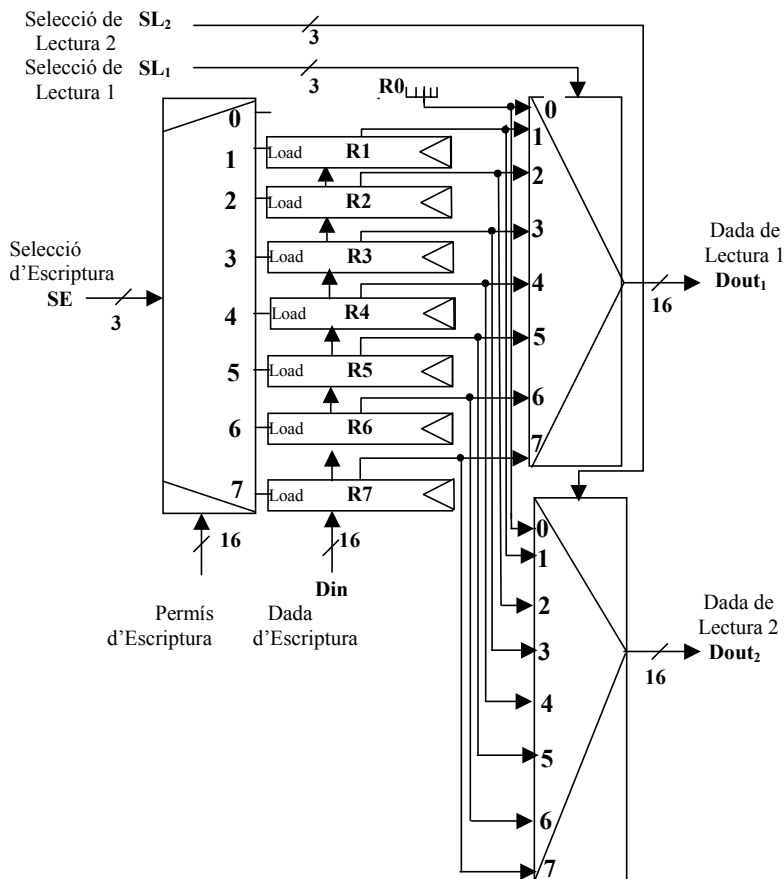 Selecció de SL₂
Lectura 2
3
Selecció de SL₁
Lectura 1
3
R0
0
1
2
3
4
5
6
7
Load R1
Load R2
Load R3
Load R4
Load R5
Load R6
Load R7
Selecció
d'Escriptura
SE
3
16
Permís
d'Escriptura
16
Din
Dada
d'Escriptura
0
1
2
3
4
5
6
7
Dada de
Lectura 1
Dout₁
16
0
1
2
3
4
5
6
7
Dada de
Lectura 2
Dout₂
16